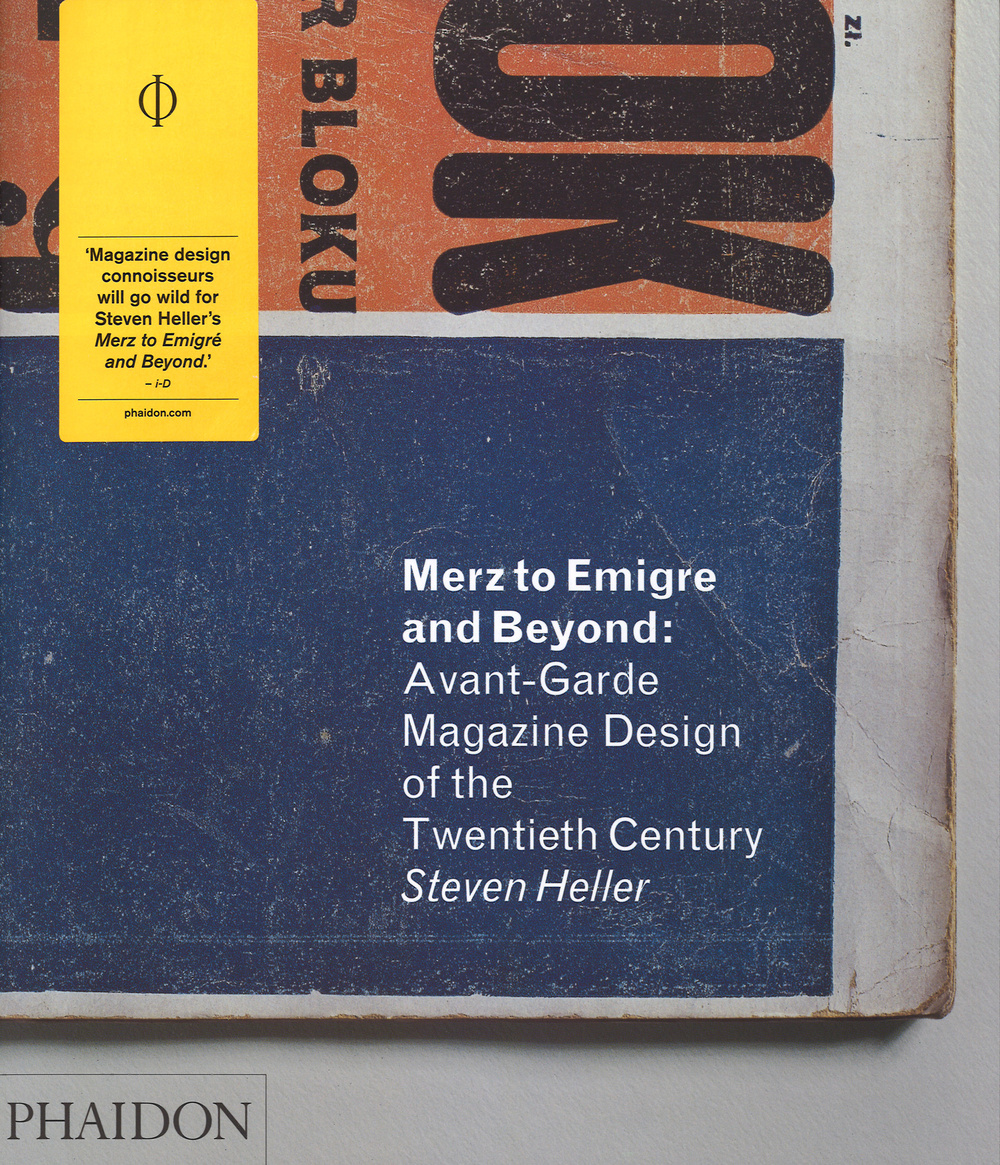 OK
R BLOKU
zł.
Φ
‘Magazine design
connoisseurs
will go wild for
Steven Heller’s
Merz to Emigré
and Beyond.’
– i-D
phaidon.com
Merz to Emigre
and Beyond:
Avant-Garde
Magazine Design
of the
Twentieth Century
Steven Heller
PHAIDON